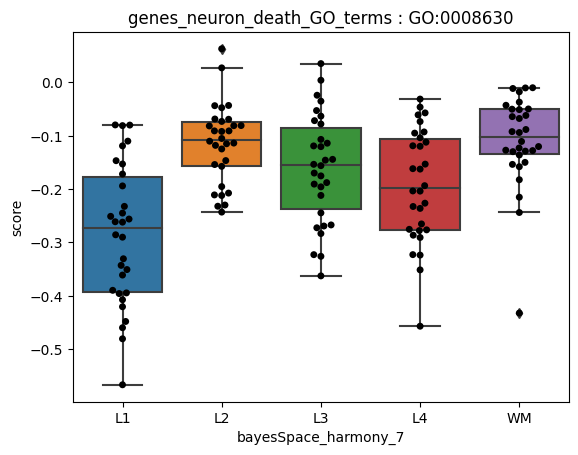 genes_neuron_death_GO_terms : GO:0008630
score
0.0
−0.1
−0.2
−0.3
−0.4
−0.5
L1 L2 L3 L4 WM
bayesSpace_harmony_7